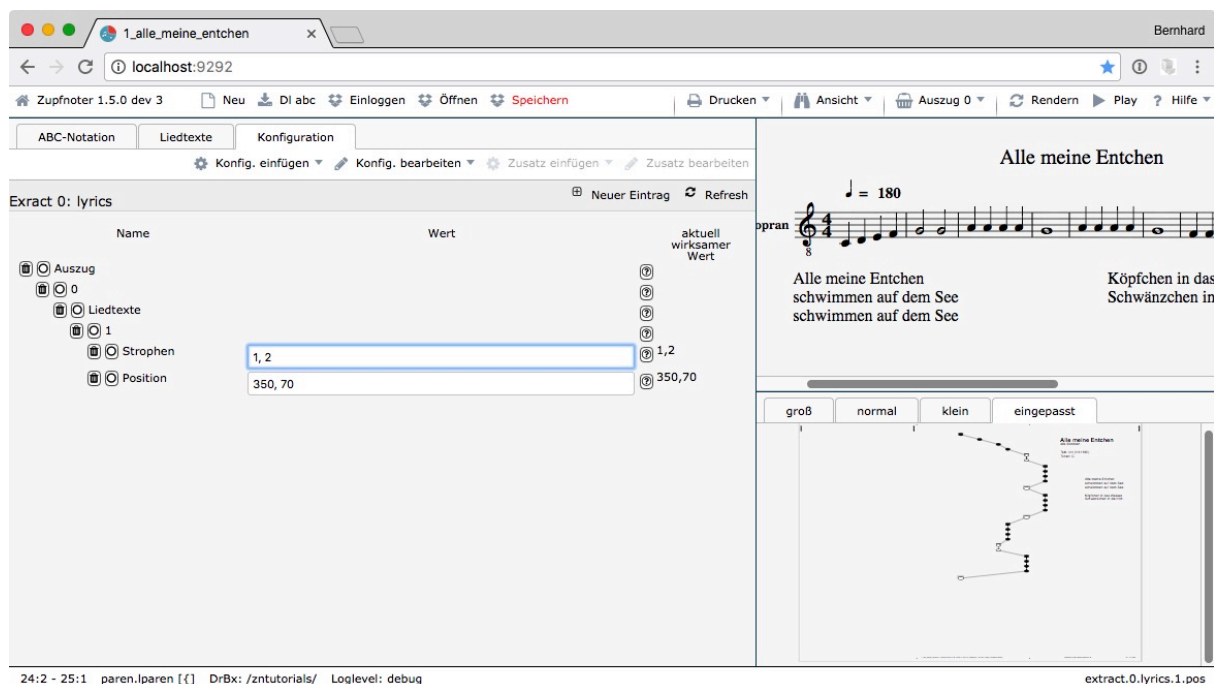 1_alle_meine_entchen
Bernhard
localhost:9292
Zupfnoter 1.5.0 dev 3 Neu Dl abc Einloggen Öffnen Speichern Drucken Ansicht Auszug 0 Rendern Play Hilfe
ABC-Notation Liedtexte Konfiguration
Konfig. einfügen Konfig. bearbeiten Zusatz einfügen Zusatz bearbeiten
Exract 0: lyrics
Neuer Eintrag Refresh
Name Wert aktuell
wirksamer
Wert
Auszug
0
Liedtexte
1
Strophen 1, 2 1,2
Position 350, 70 350,70
Alle meine Entchen
= 180
opran
4
4
8
Alle meine Entchen
schwimmen auf dem See
schwimmen auf dem See
Köpfchen in das
Schwänzchen in
groß normal klein eingepasst
Alle meine Entchen
24:2 - 25:1 paren.lparen [{] DrBx: /zntutorials/ Loglevel: debug
extract.0.lyrics.1.pos